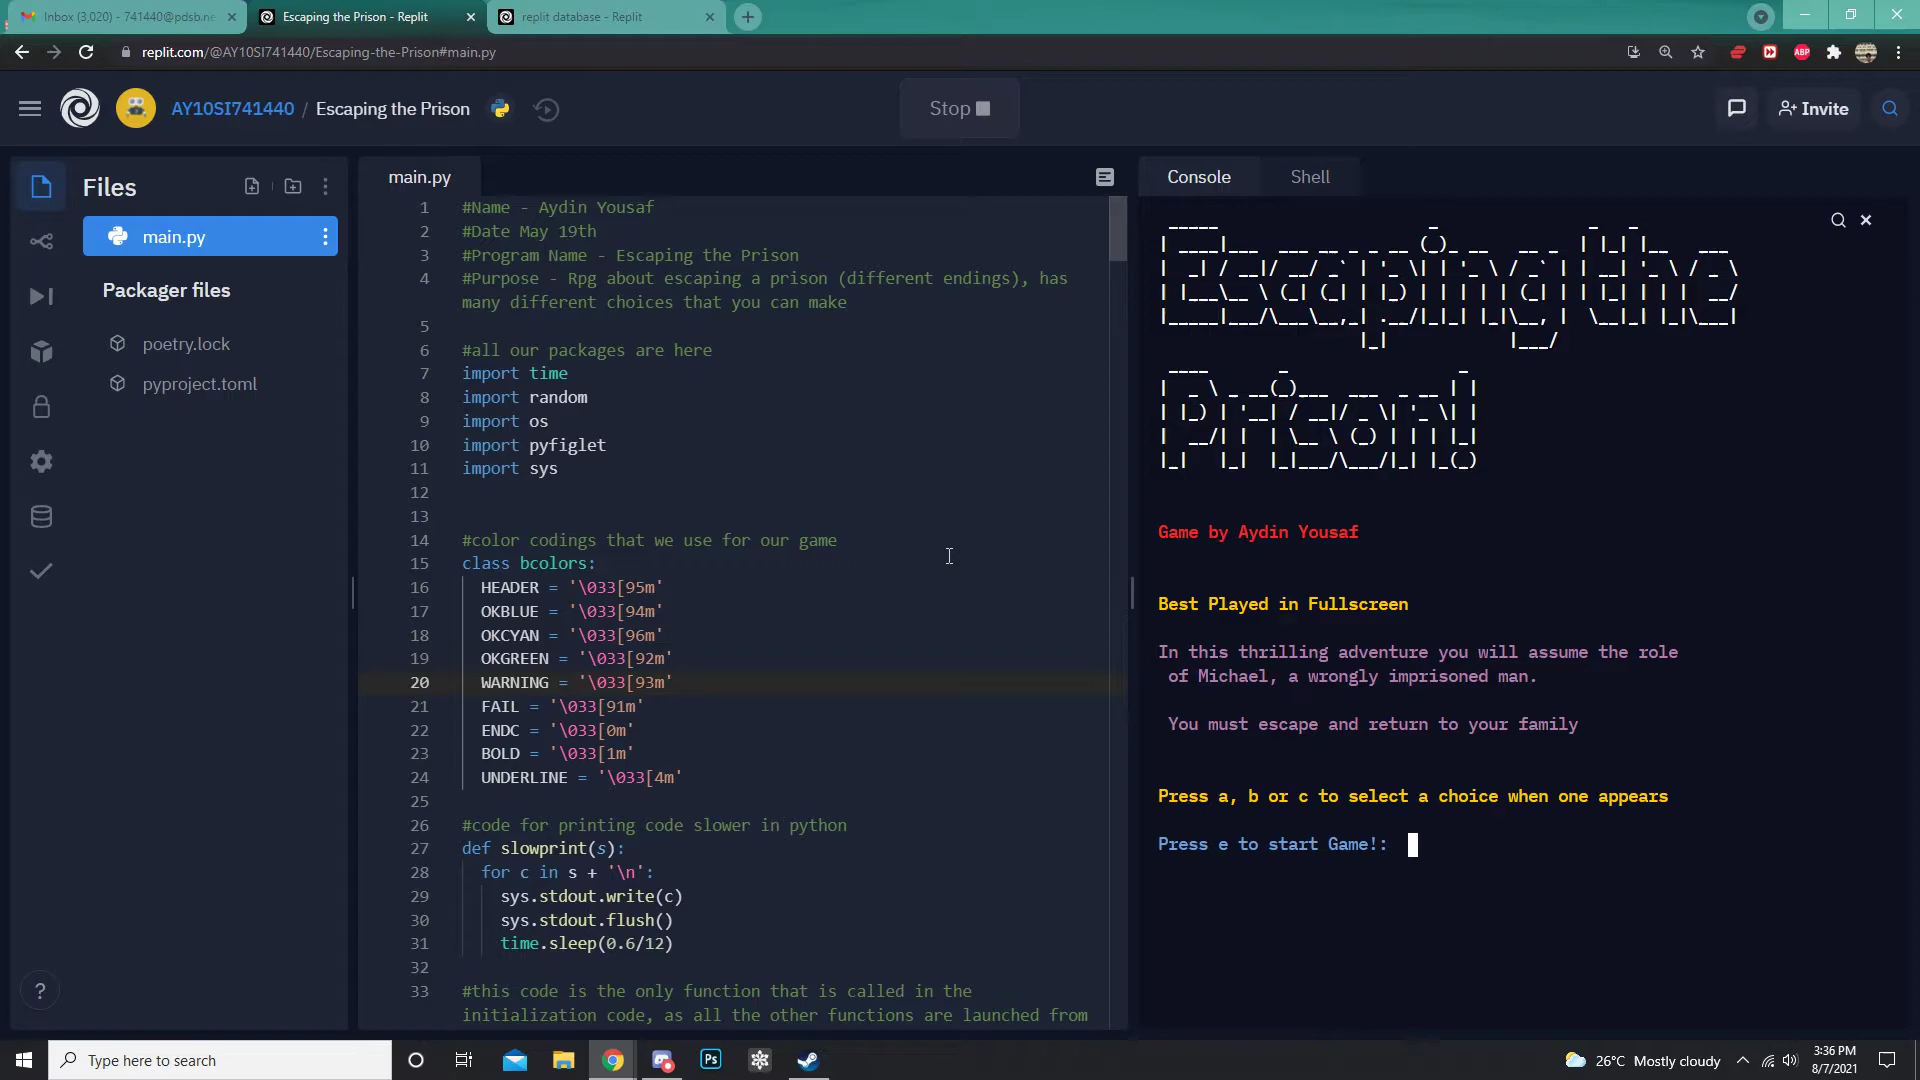 Inbox (3,020) - 741440@pdsb.ne
Escaping the Prison - Replit
replit database - Replit
replit.com/@AY10SI741440/Escaping-the-Prison#main.py
ABP
AY10SI741440 / Escaping the Prison
Stop
Invite
Files
main.py
Packager files
poetry.lock
pyproject.toml
main.py
1 #Name - Aydin Yousaf
2 #Date May 19th
3 #Program Name - Escaping the Prison
4 #Purpose - Rpg about escaping a prison (different endings), has
many different choices that you can make
5
6 #all our packages are here
7 import time
8 import random
9 import os
10 import pyfiglet
11 import sys
12
13
14 #color codings that we use for our game
15 class bcolors:
16 HEADER = '\033[95m'
17 OKBLUE = '\033[94m'
18 OKCYAN = '\033[96m'
19 OKGREEN = '\033[92m'
20 WARNING = '\033[93m'
21 FAIL = '\033[91m'
22 ENDC = '\033[0m'
23 BOLD = '\033[1m'
24 UNDERLINE = '\033[4m'
25
26 #code for printing code slower in python
27 def slowprint(s):
28 for c in s + '\n':
29 sys.stdout.write(c)
30 sys.stdout.flush()
31 time.sleep(0.6/12)
32
33 #this code is the only function that is called in the
initialization code, as all the other functions are launched from
Console
Shell
Escaping the
Prison!
Game by Aydin Yousaf
Best Played in Fullscreen
In this thrilling adventure you will assume the role
of Michael, a wrongly imprisoned man.
You must escape and return to your family
Press a, b or c to select a choice when one appears
Press e to start Game!:
?
Type here to search
Ps
26°C Mostly cloudy
3:36 PM
8/7/2021